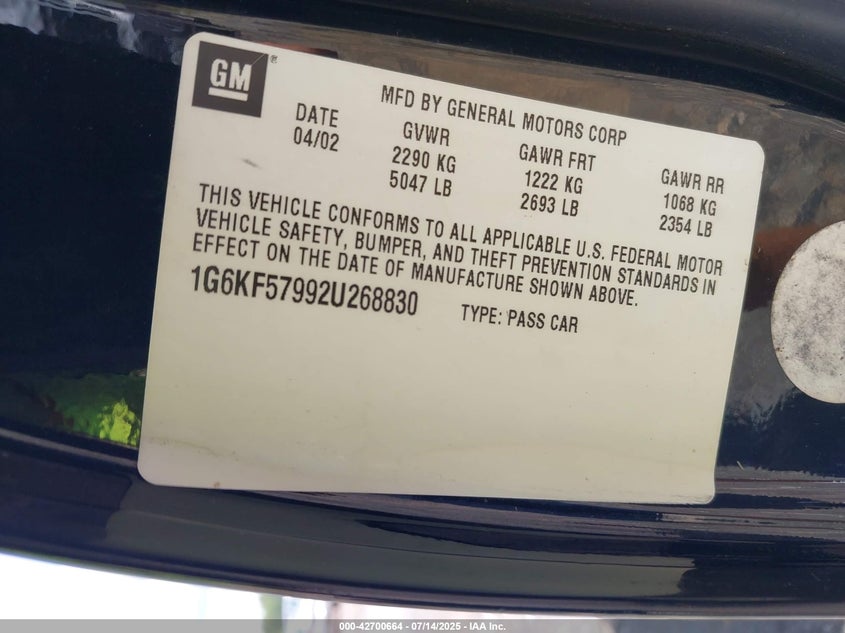 GM®
MFD BY GENERAL MOTORS CORP
DATE GVWR GAWR FRT GAWR RR
04/02 2290 KG 1222 KG 1068 KG
5047 LB 2693 LB 2354 LB
THIS VEHICLE CONFORMS TO ALL APPLICABLE U.S. FEDERAL MOTOR
VEHICLE SAFETY, BUMPER, AND THEFT PREVENTION STANDARDS IN
EFFECT ON THE DATE OF MANUFACTURE SHOWN ABOVE.
1G6KF57992U268830 TYPE: PASS CAR
000-42700664 - 07/14/2025 - IAA Inc.